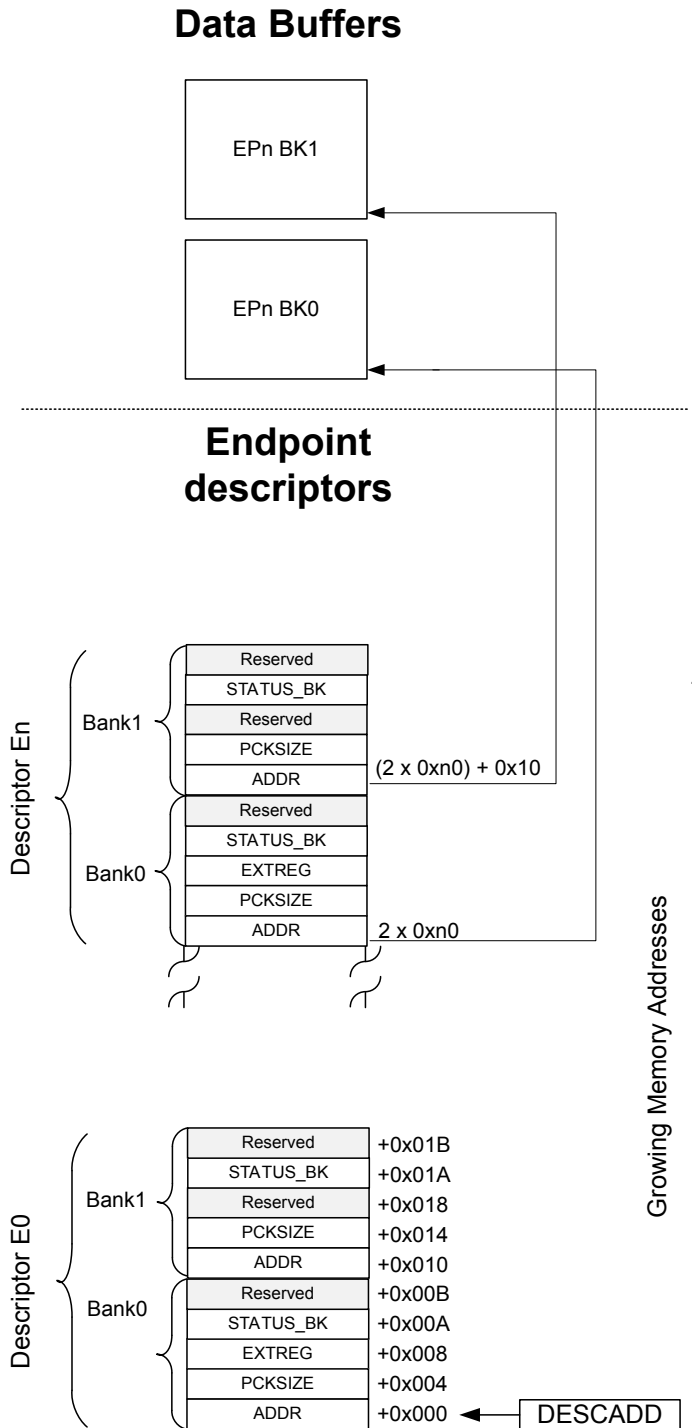 Data Buffers
EPn BK1
EPn BK0
Endpoint
descriptors
Descriptor En
Bank1
Reserved
STATUS_BK
Reserved
PCKSIZE
ADDR (2 x 0xn0) + 0x10
Bank0
Reserved
STATUS_BK
EXTREG
PCKSIZE
ADDR 2 x 0xn0
Growing Memory Addresses
Descriptor E0
Bank1
Reserved +0x01B
STATUS_BK +0x01A
Reserved +0x018
PCKSIZE +0x014
ADDR +0x010
Bank0
Reserved +0x00B
STATUS_BK +0x00A
EXTREG +0x008
PCKSIZE +0x004
ADDR +0x000 DESCADD